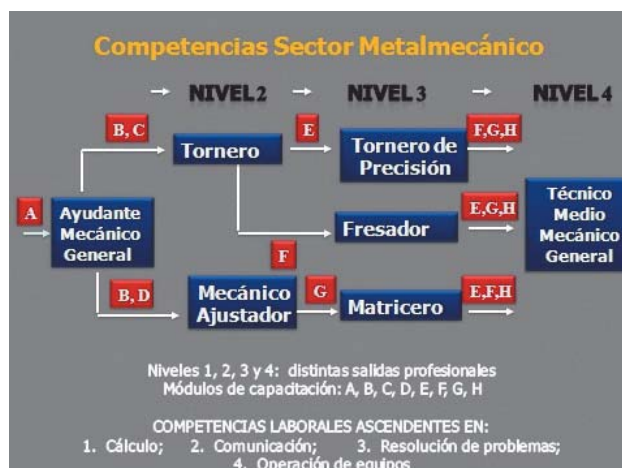 Competencias Sector Metalmecánico
NIVEL 2
NIVEL 3
NIVEL 4
B, C
Tornero
E
Tornero de
Precisión
F,G,H
A
Ayudante
Mecánico
General
Fresador
E,G,H
Técnico
Medio
Mecánico
General
F
B, D
Mecánico
Ajustador
G
Matricero
E,F,H
Niveles 1, 2, 3 y 4: distintas salidas profesionales
Módulos de capacitación: A, B, C, D, E, F, G, H
COMPETENCIAS LABORALES ASCENDENTES EN:
1. Cálculo; 2. Comunicación; 3. Resolución de problemas;
4. Operación de equipos